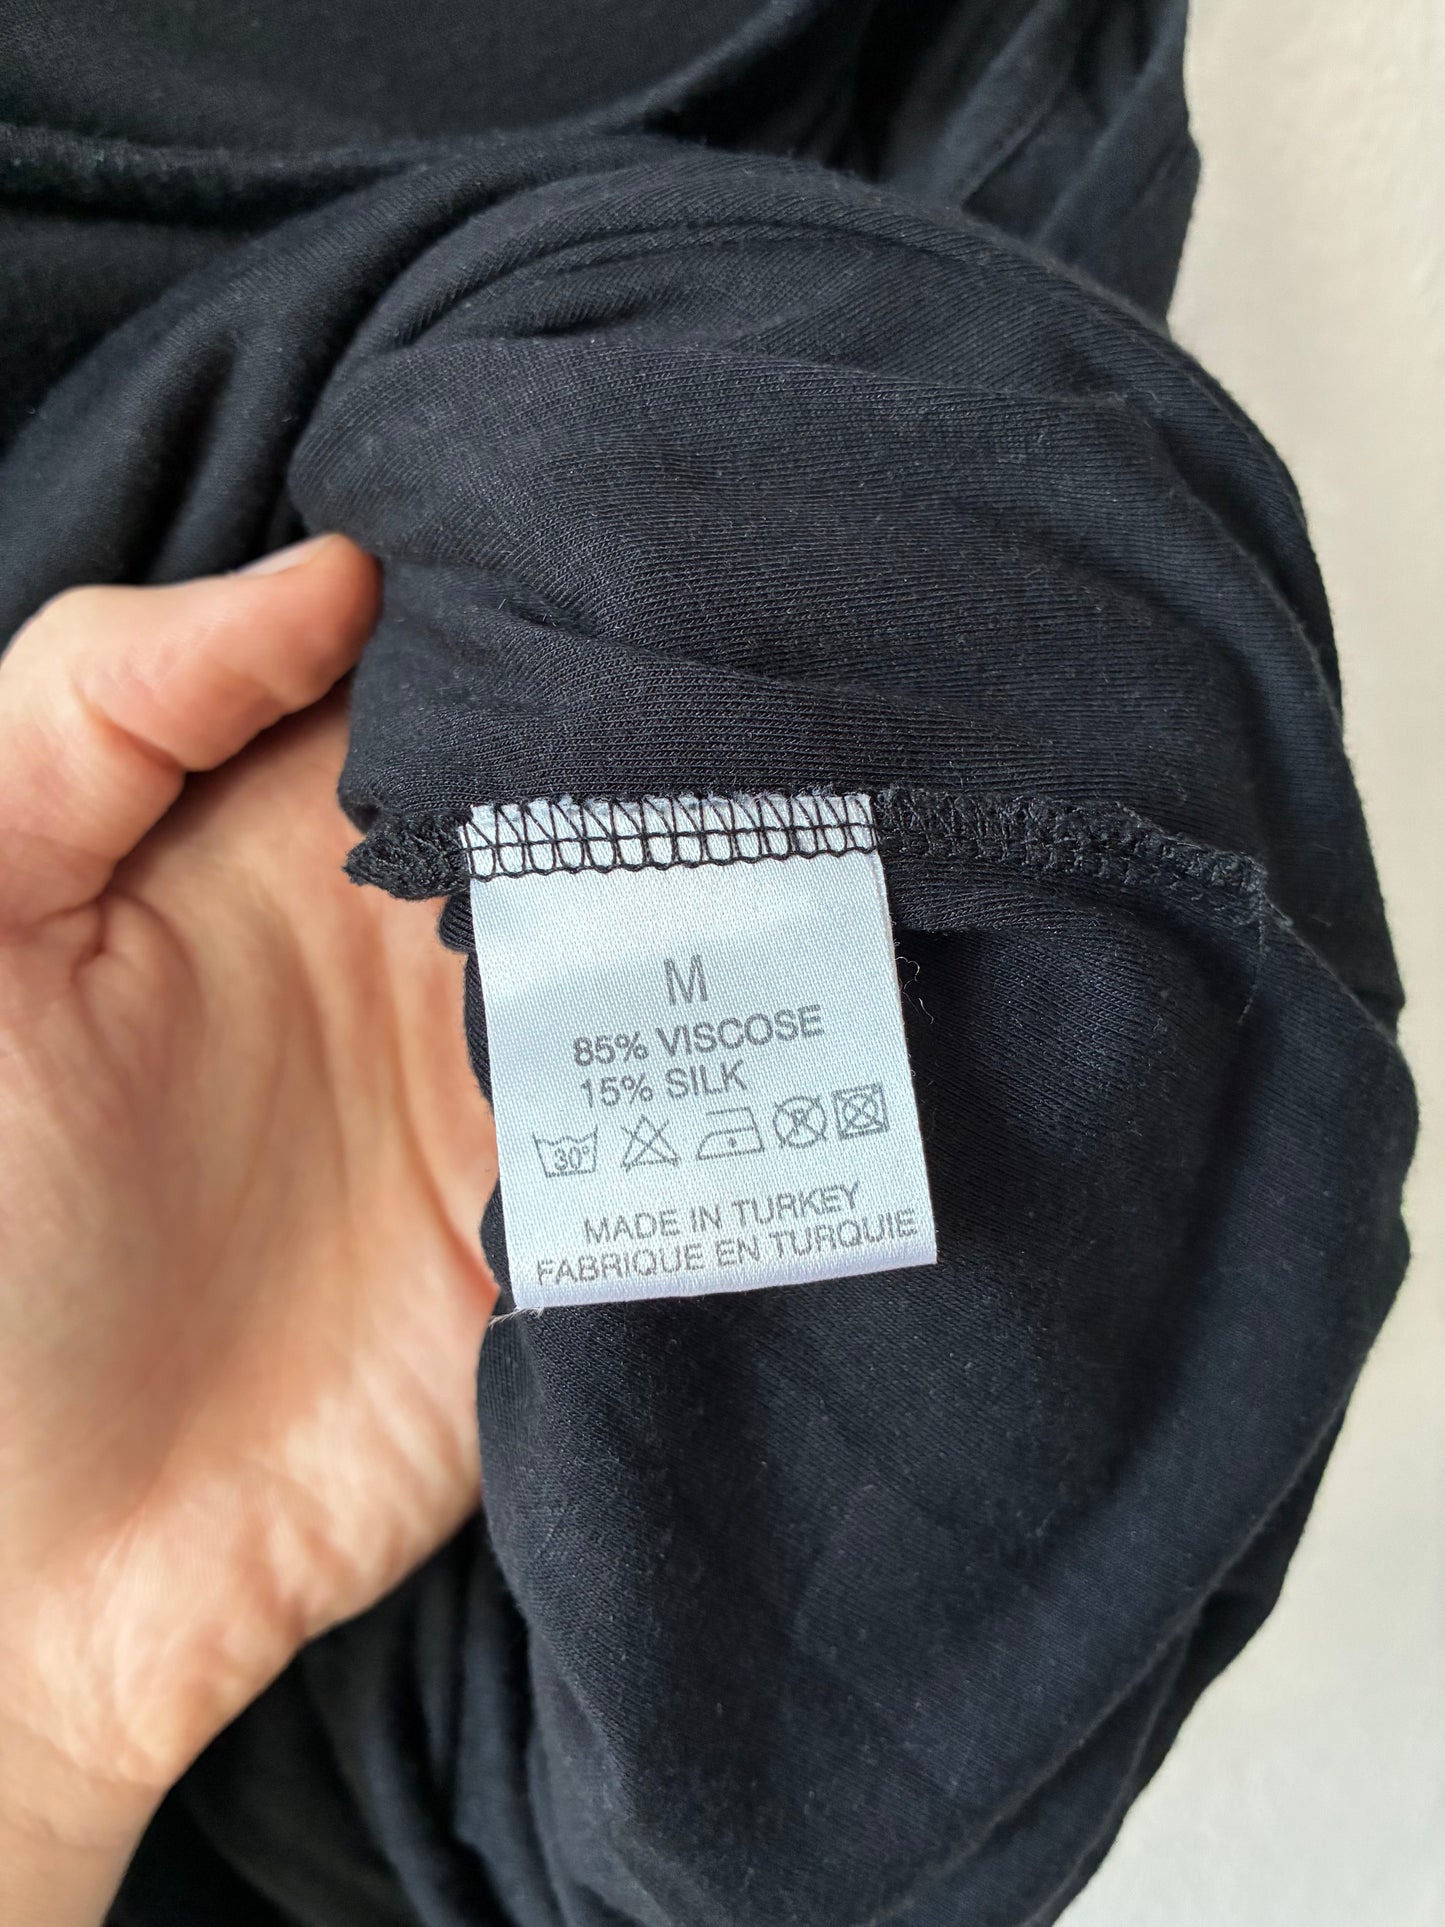 M
85% VISCOSE
15% SILK
30°
MADE IN TURKEY
FABRIQUE EN TURQUIE